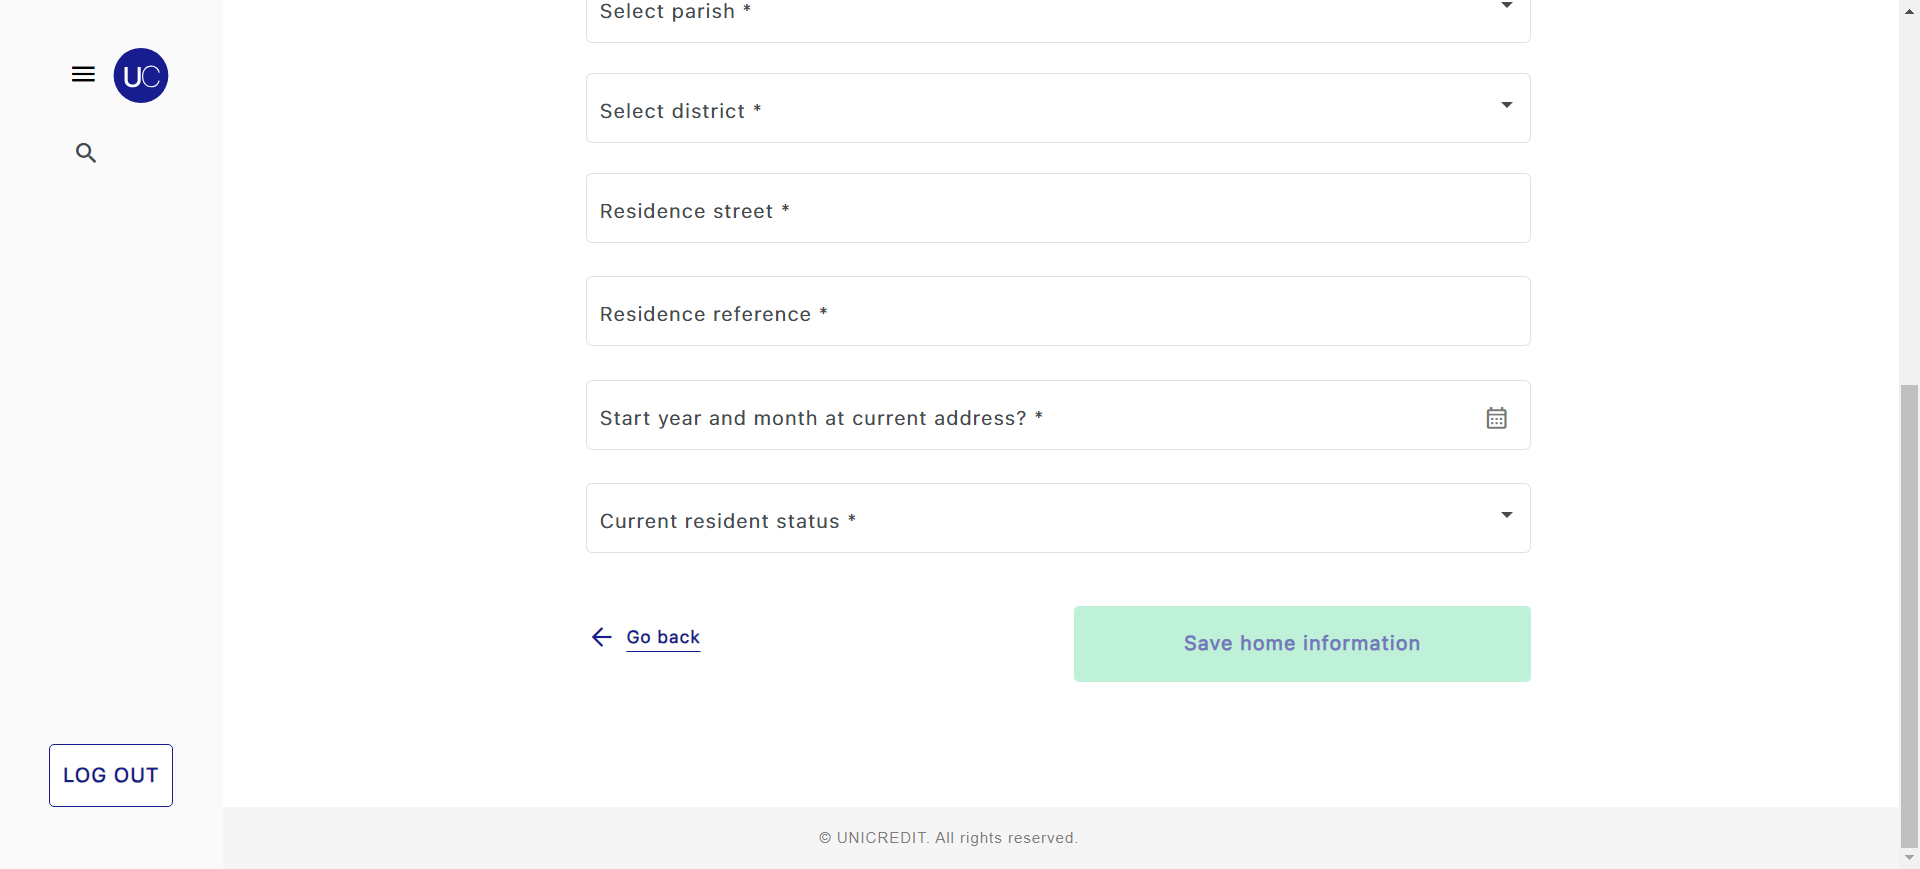 Select parish *
UC
Select district *
Residence street *
Residence reference *
Start year and month at current address? *
Current resident status *
Go back
Save home information
LOG OUT
© UNICREDIT. All rights reserved.